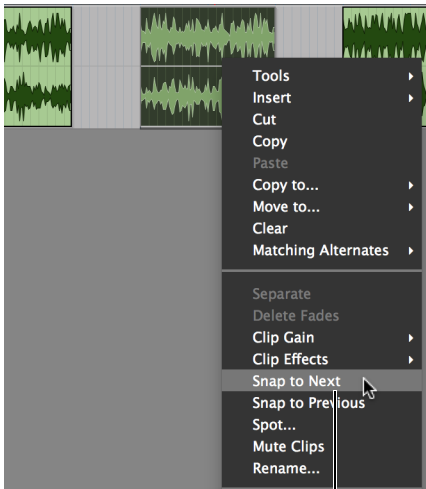 Tools
Insert
Cut
Copy
Paste
Copy to...
Move to...
Clear
Matching Alternates
Separate
Delete Fades
Clip Gain
Clip Effects
Snap to Next
Snap to Previous
Spot...
Mute Clips
Rename...